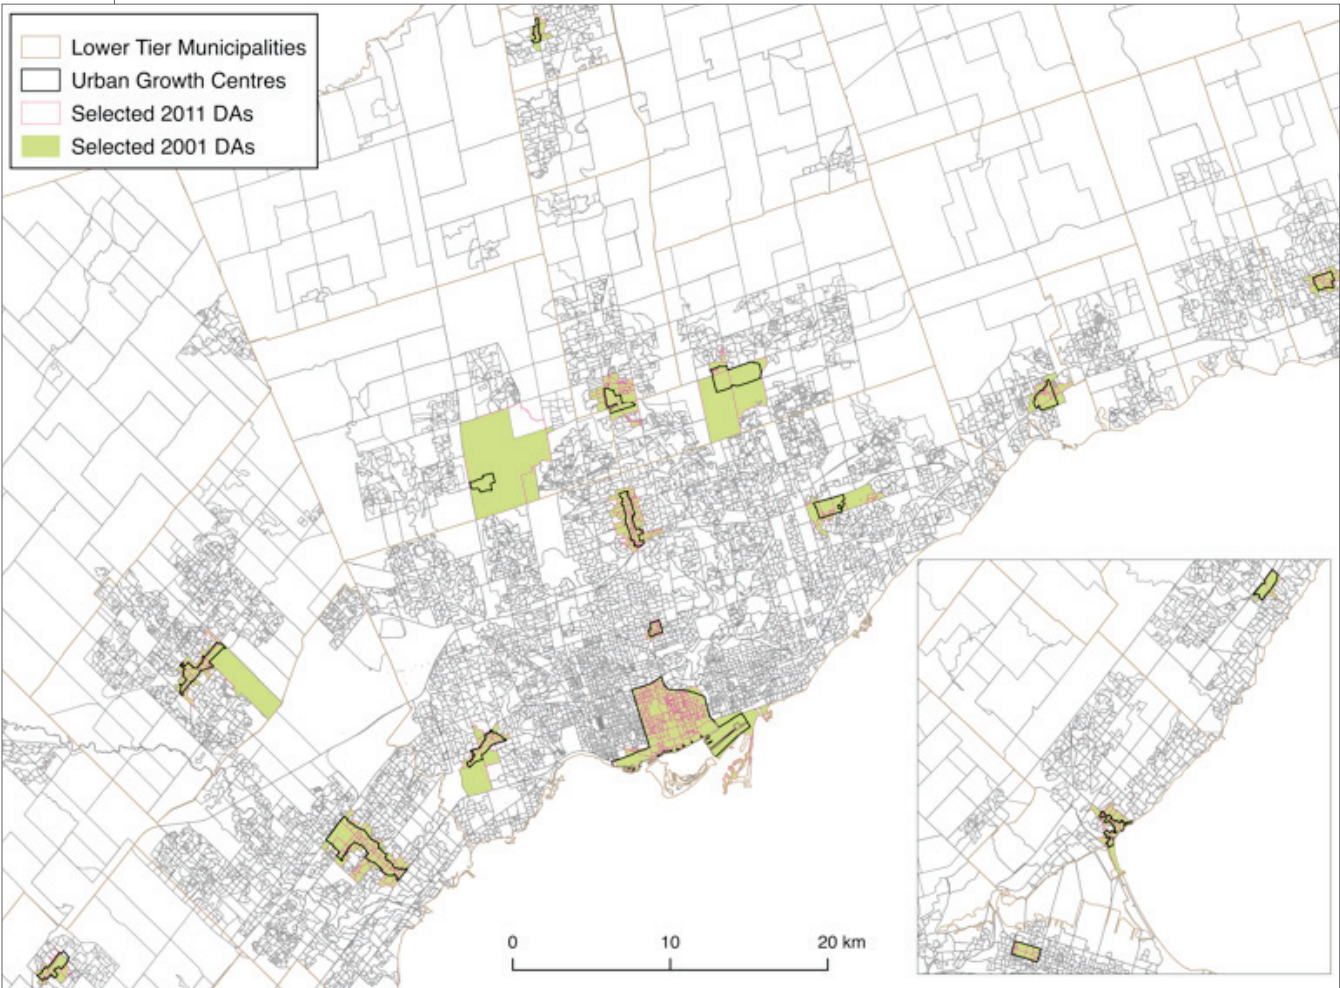 Lower Tier Municipalities
Urban Growth Centres
Selected 2011 DAs
Selected 2001 DAs
0 10 20 km